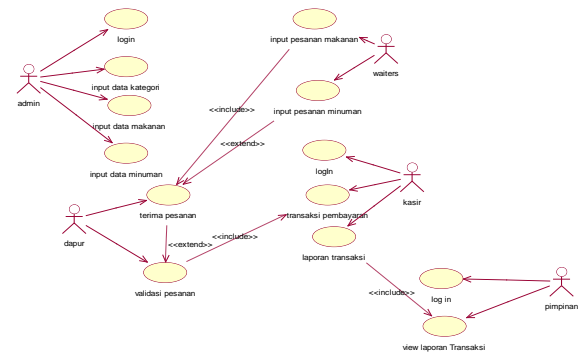 login
input pesanan makanan
waiters
input data kategori
admin
<<include>>
input pesanan minuman
input data makanan
<<extend>>
input data minuman
logIn
kasir
terima pesanan
transaksi pembayaran
dapur
<<include>>
<<extend>>
laporan transaksi
validasi pesanan
<<include>>
log in
pimpinan
view laporan Transaksi